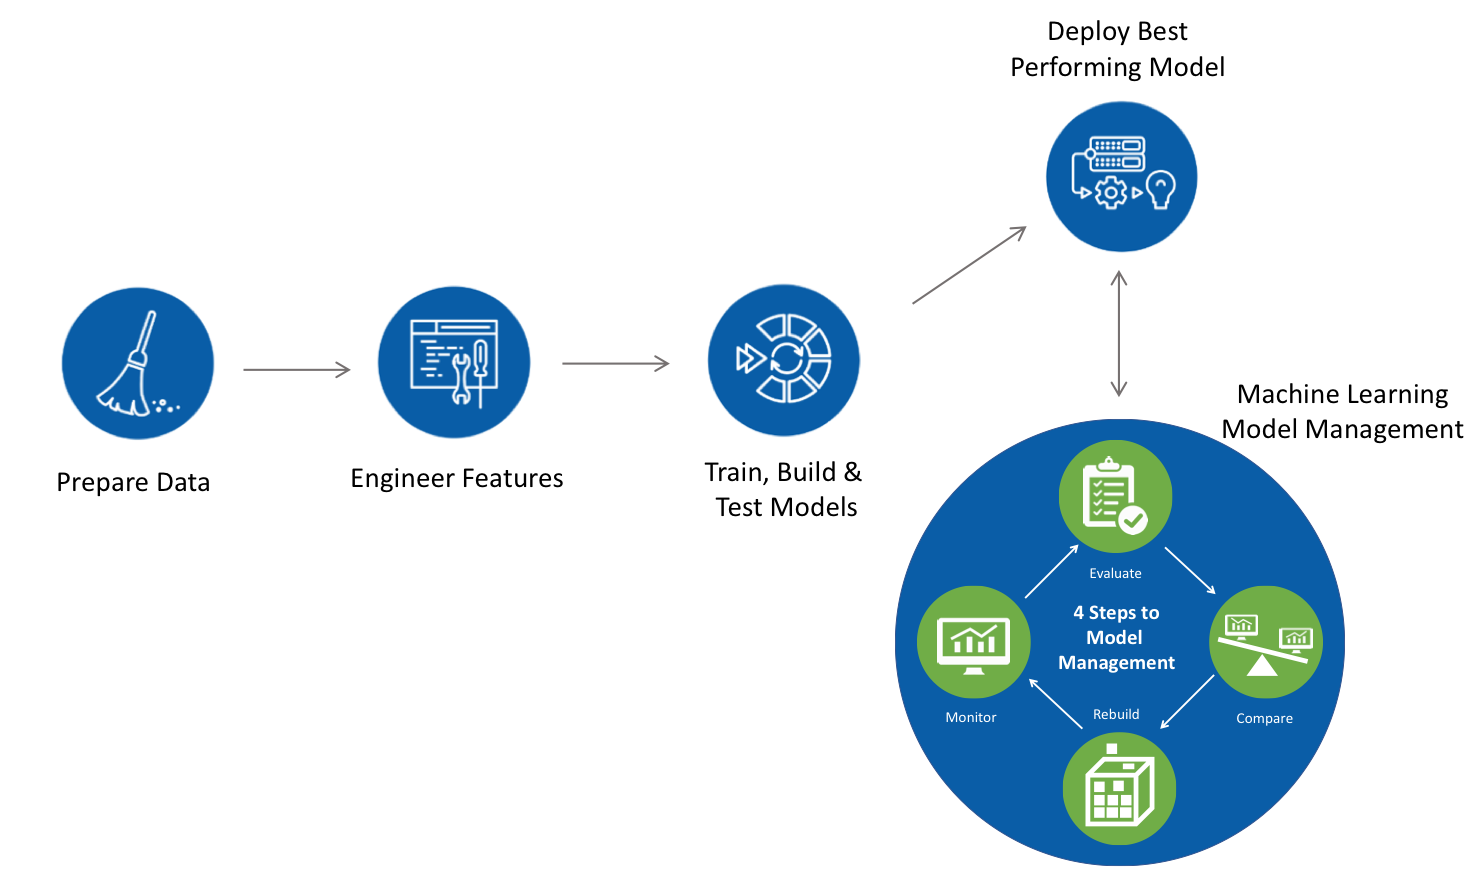 Deploy Best
Performing Model
Prepare Data
Engineer Features
Train, Build &
Test Models
Machine Learning
Model Management
Evaluate
4 Steps to
Model
Management
Monitor
Rebuild
Compare